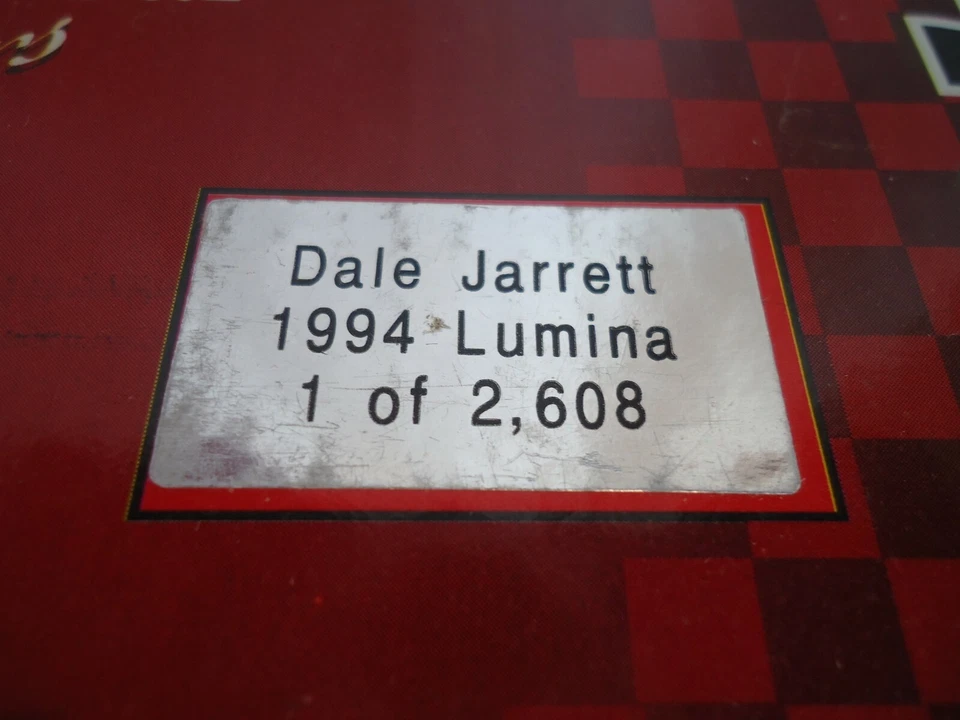 Dale Jarrett
1994 Lumina
1 of 2,608